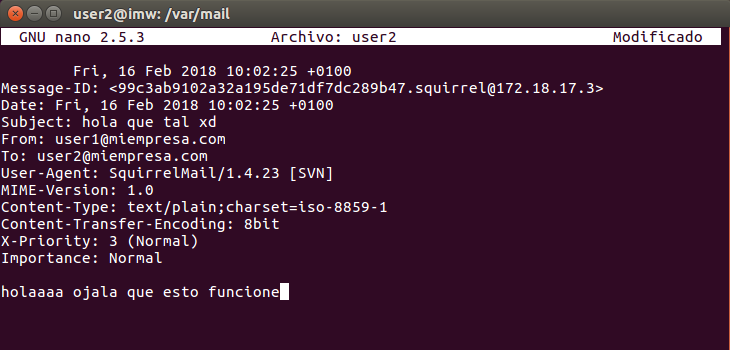 user2@imw: /var/mail
GNU nano 2.5.3 Archivo: user2 Modificado
Fri, 16 Feb 2018 10:02:25 +0100
Message-ID: <99c3ab9102a32a195de71df7dc289b47.squirrel@172.18.17.3>
Date: Fri, 16 Feb 2018 10:02:25 +0100
Subject: hola que tal xd
From: user1@miempresa.com
To: user2@miempresa.com
User-Agent: SquirrelMail/1.4.23 [SVN]
MIME-Version: 1.0
Content-Type: text/plain;charset=iso-8859-1
Content-Transfer-Encoding: 8bit
X-Priority: 3 (Normal)
Importance: Normal
holaaaa ojala que esto funcione